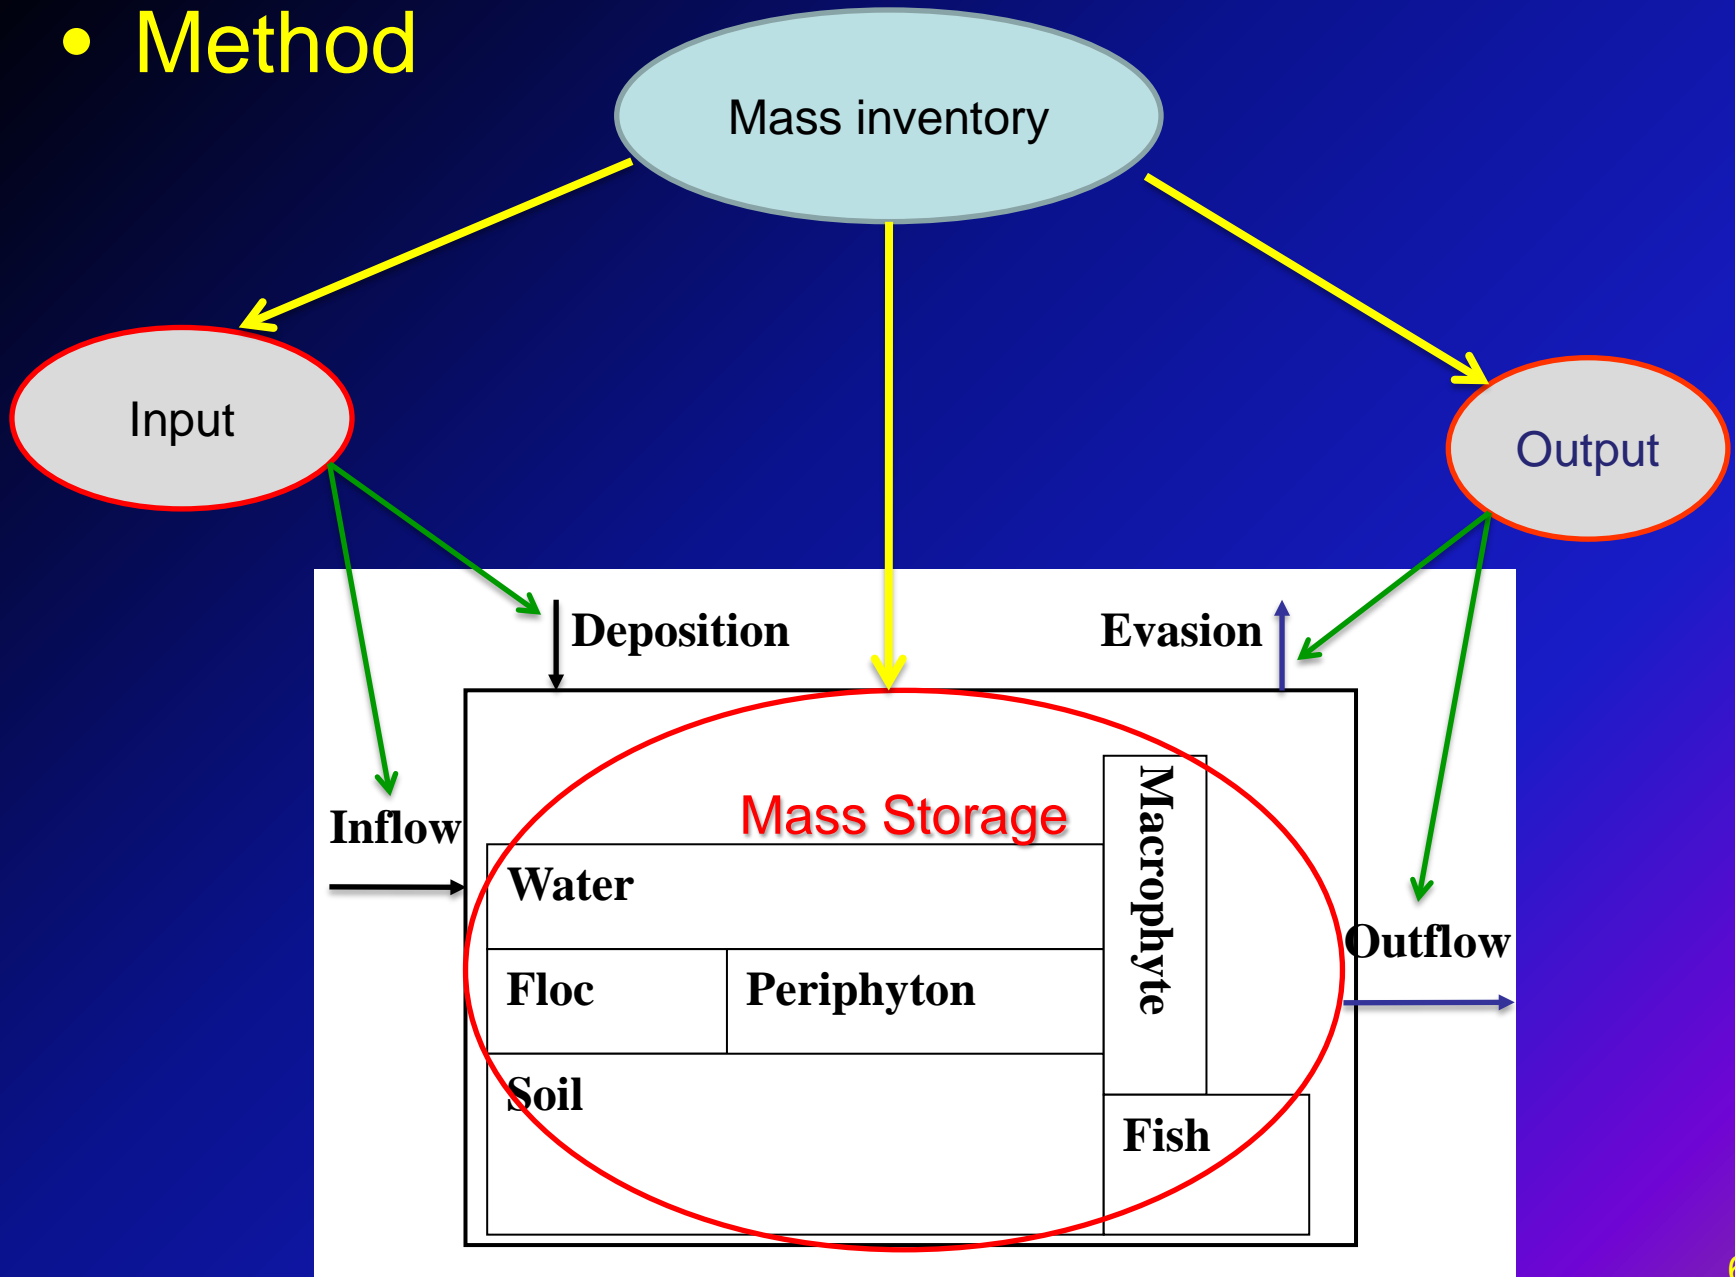 • Method
Mass inventory
Input
Output
Deposition
Evasion
Mass Storage
Inflow
Macrophyte
Water
Outflow
Floc
Periphyton
Soil
Fish